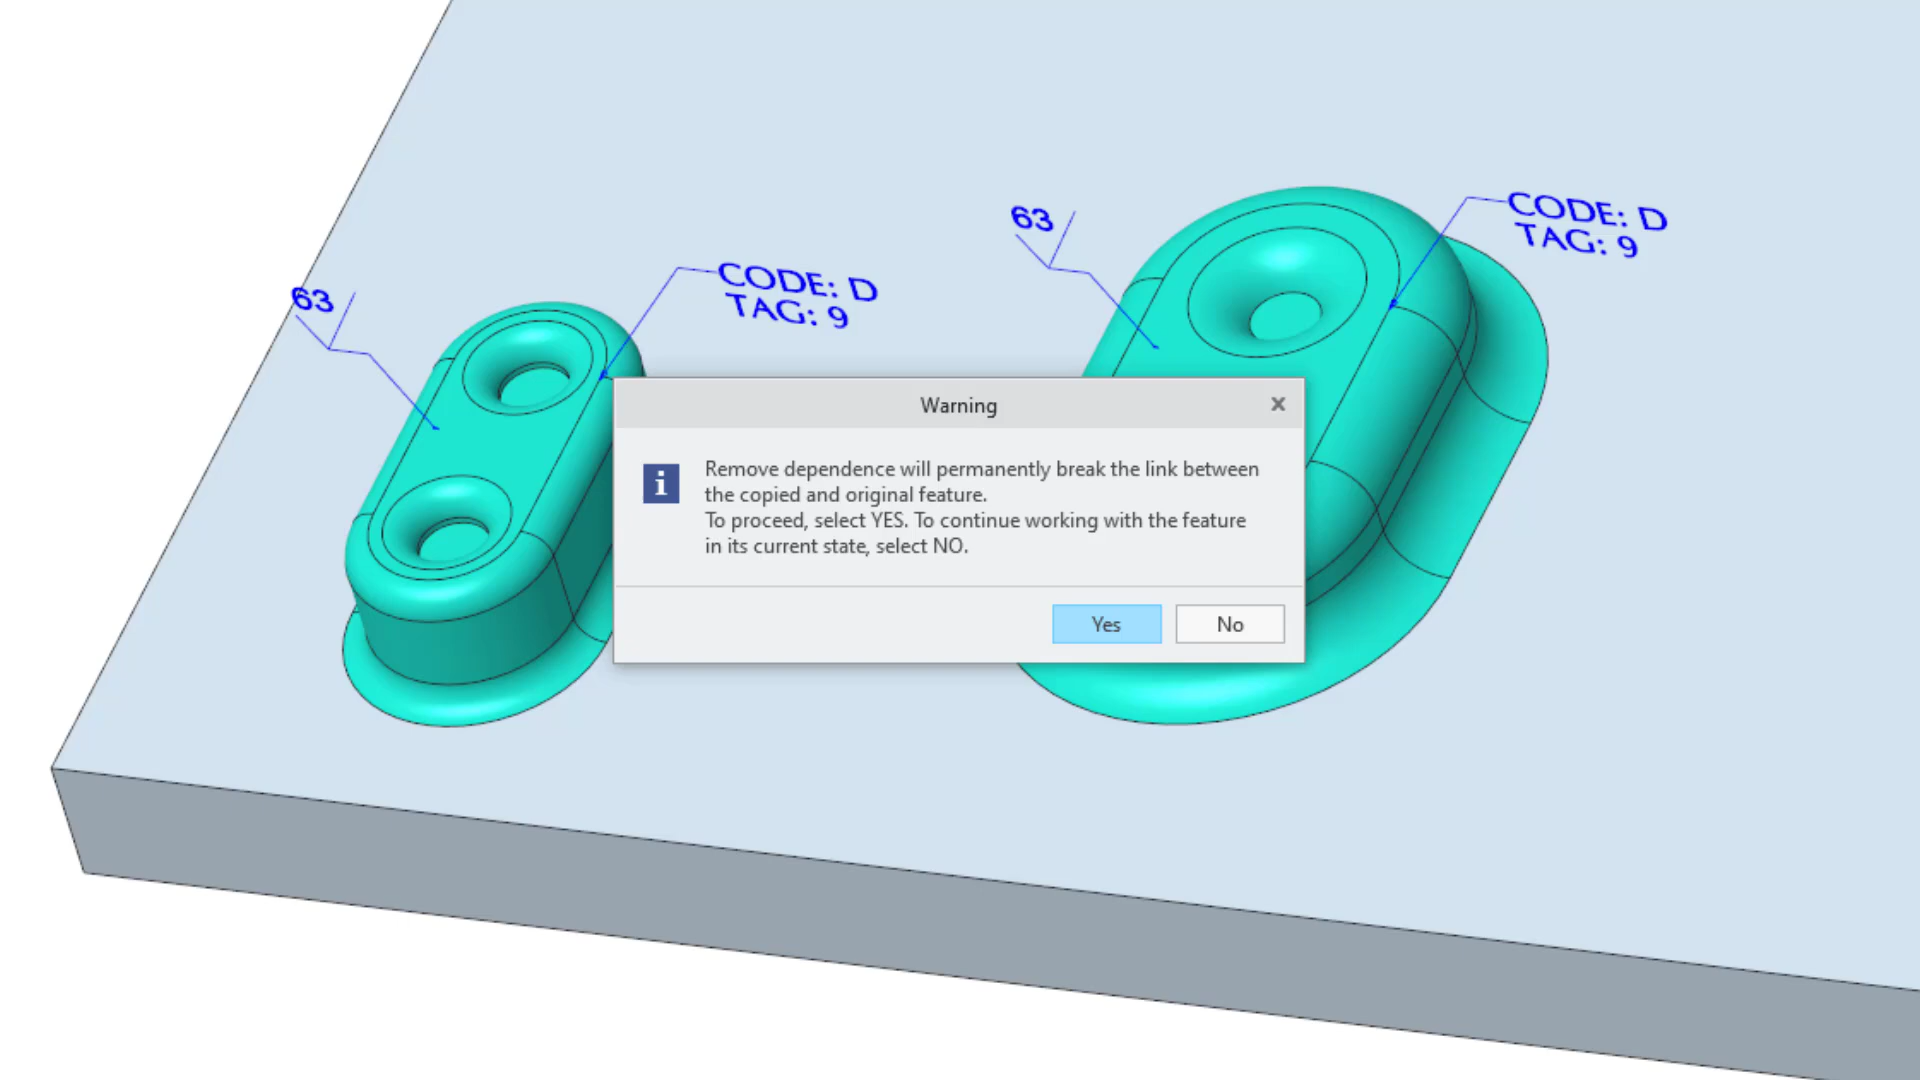 63
CODE: D
TAG: 9
63
CODE: D
TAG: 9
Warning
Remove dependence will permanently break the link between
the copied and original feature.
To proceed, select YES. To continue working with the feature
in its current state, select NO.
Yes
No